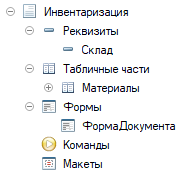 Инвентаризация
Реквизиты
Склад
Табличные части
Материалы
Формы
ФормаДокумента
Команды
Макеты